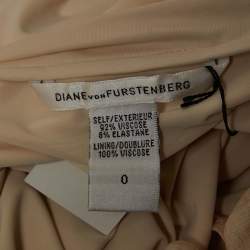 DIANE VON FURSTENBERG
SELF/EXTERIEUR
92% VISCOSE
8% ELASTANE
LINING/DOUBLURE
100% VISCOSE
0